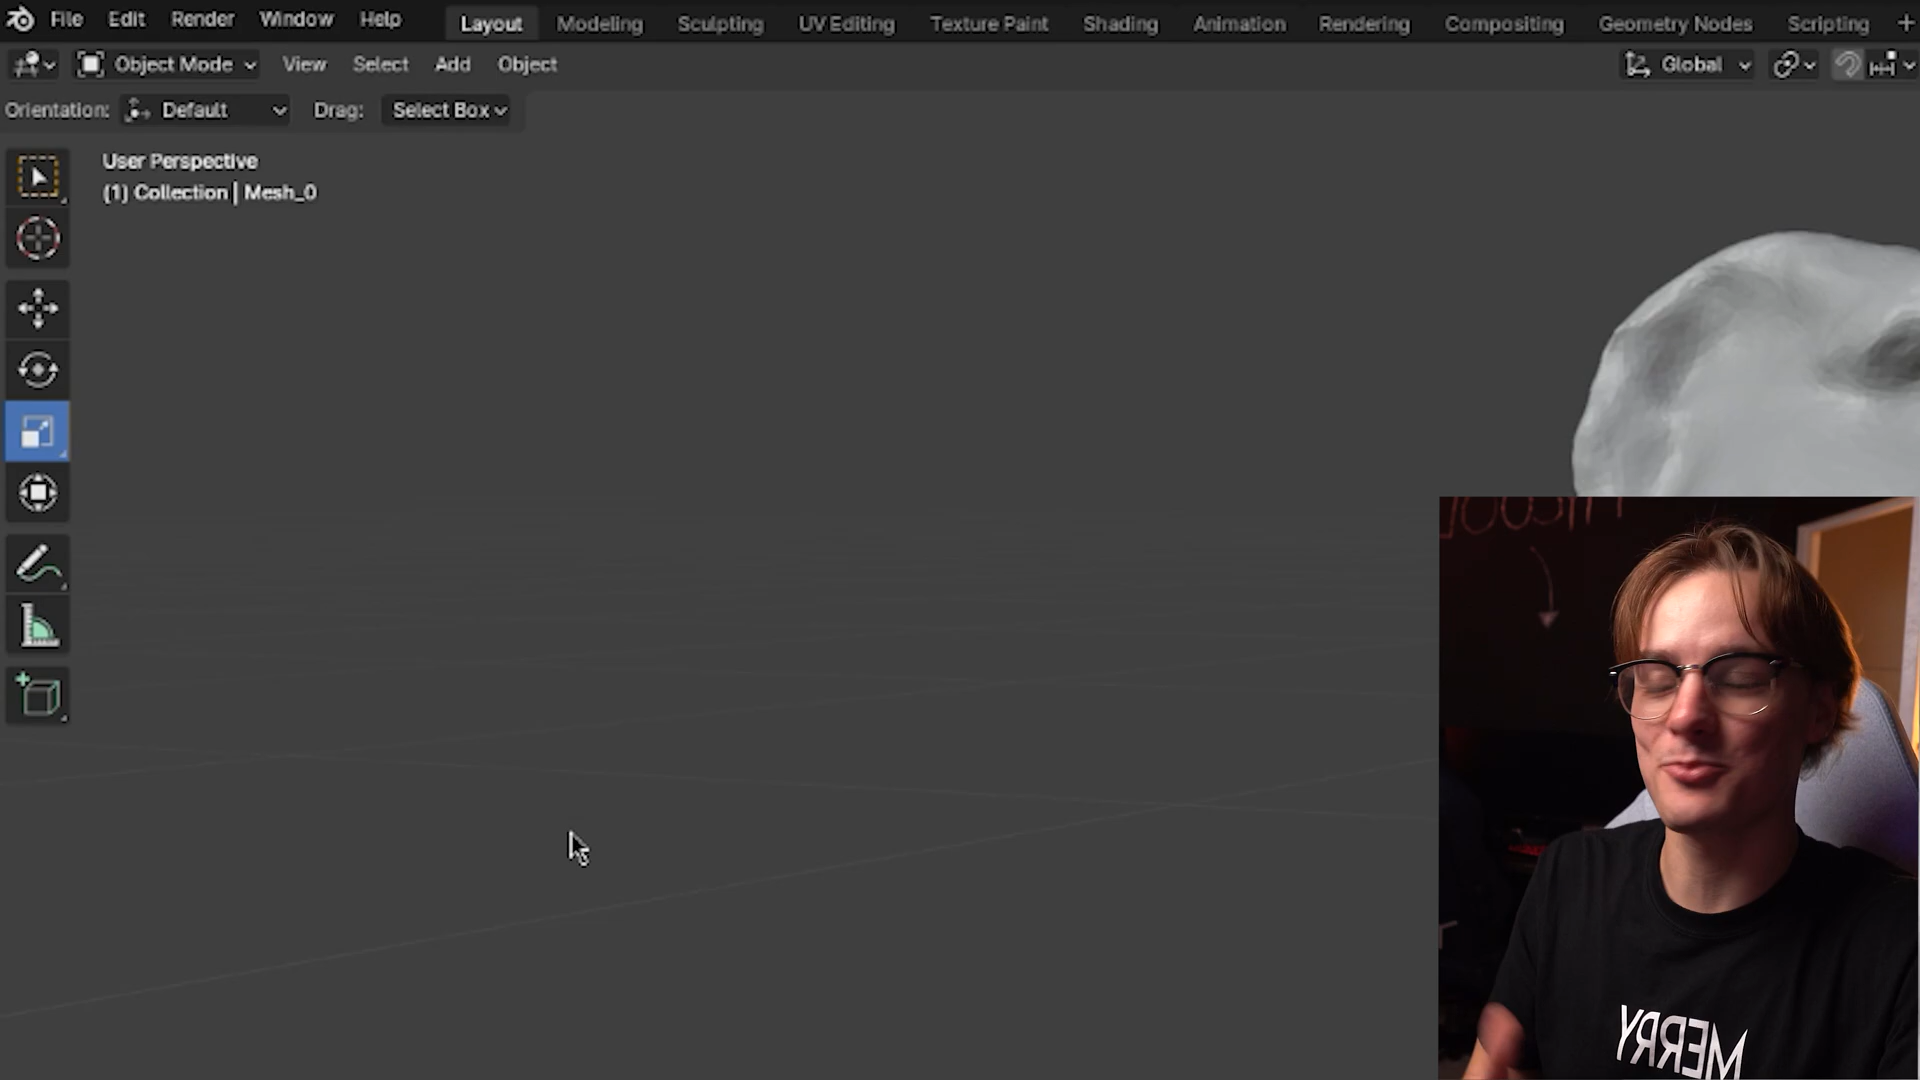 File Edit Render Window Help Layout Modeling Sculpting UV Editing Texture Paint Shading Animation Rendering Compositing Geometry Nodes Scripting +
Object Mode View Select Add Object Global
Orientation: Default Drag: Select Box
User Perspective
(1) Collection | Mesh_0
MERRY